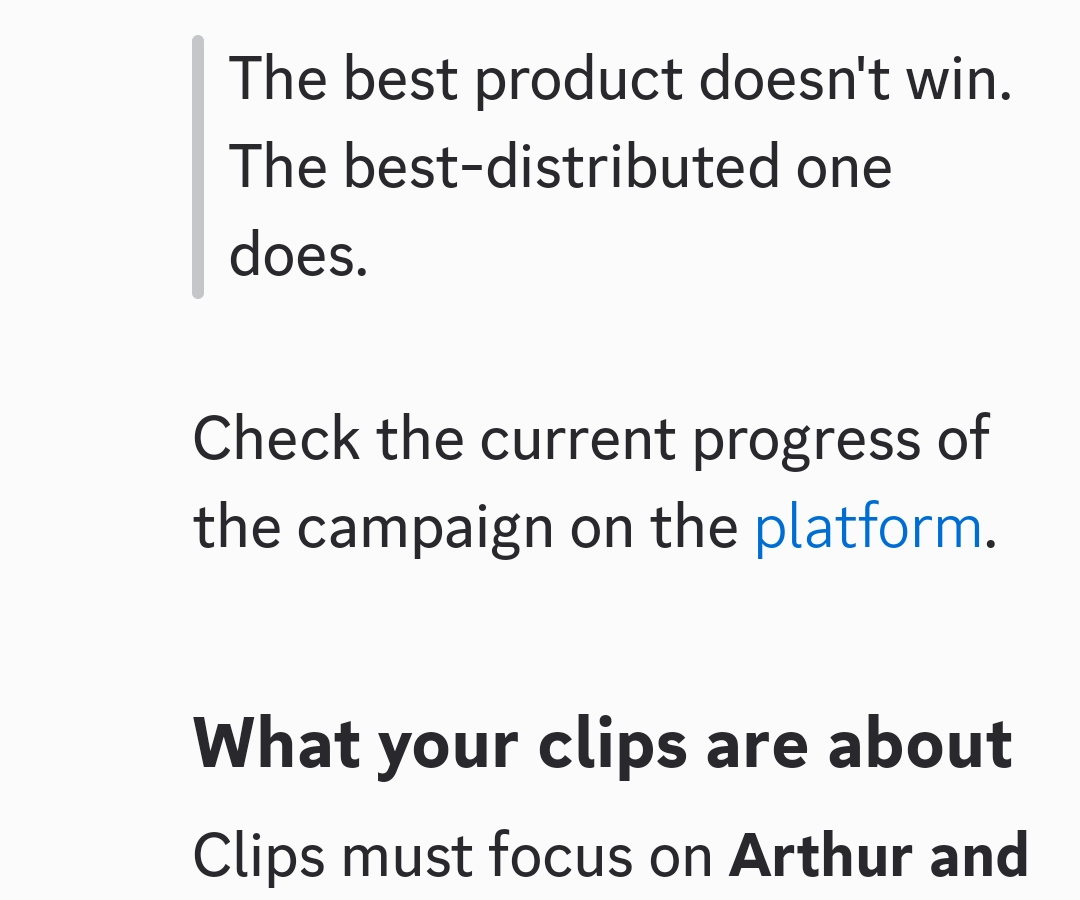 The best product doesn't win.
The best-distributed one
does.
Check the current progress of
the campaign on the platform.
What your clips are about
Clips must focus on Arthur and